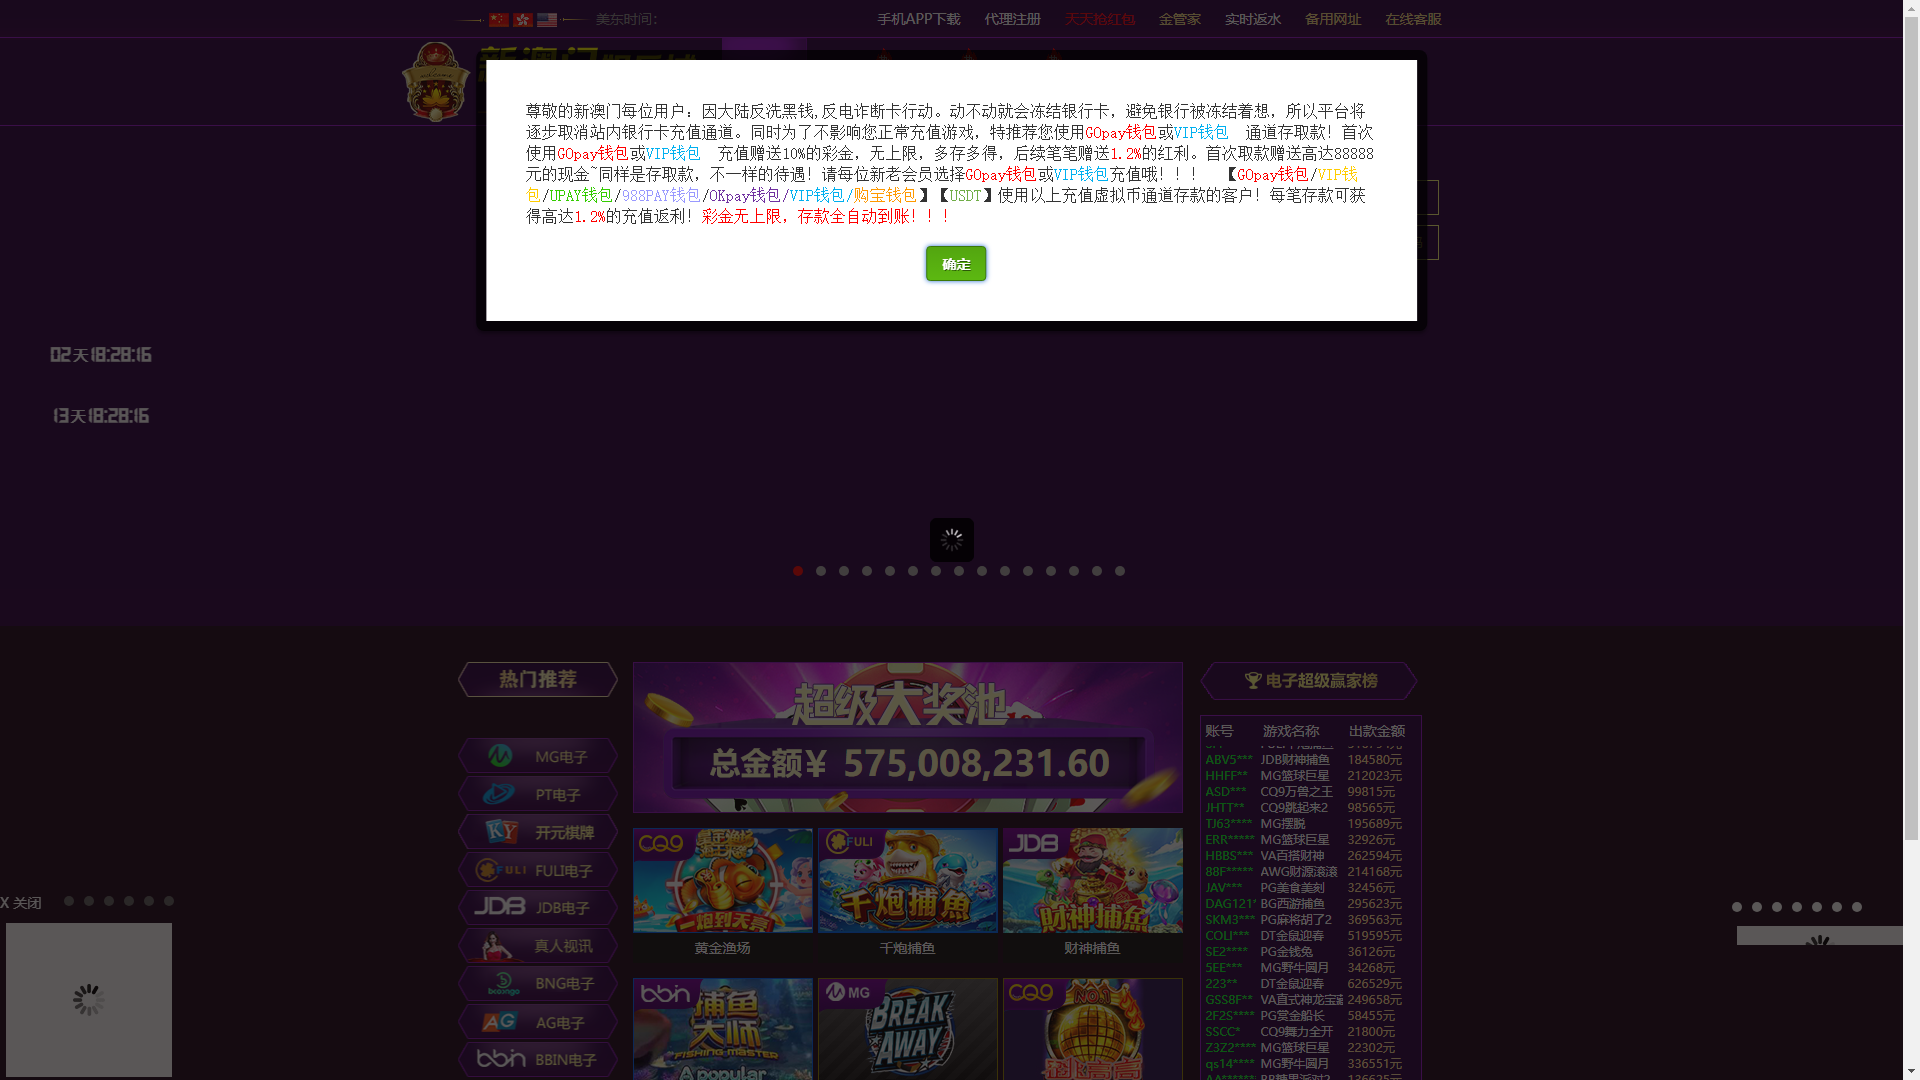 美东时间：
手机APP下载 代理注册 天天抢红包 金管家 实时返水 备用网址 在线客服
尊敬的新澳门每位用户：因大陆反洗黑钱,反电诈断卡行动。动不动就会冻结银行卡，避免银行被冻结着想，所以平台将
逐步取消站内银行卡充值通道。同时为了不影响您正常充值游戏，特推荐您使用GOpay钱包或VIP钱包 通道存取款！首次
使用GOpay钱包或VIP钱包 充值赠送10%的彩金，无上限，多存多得，后续笔笔赠送1.2%的红利。首次取款赠送高达88888
元的现金~同样是存取款，不一样的待遇！请每位新老会员选择GOpay钱包或VIP钱包充值哦！！！ 【GOpay钱包/VIP钱
包/UPAY钱包/988PAY钱包/OKpay钱包/VIP钱包/购宝钱包】【USDT】使用以上充值虚拟币通道存款的客户！每笔存款可获
得高达1.2%的充值返利！彩金无上限，存款全自动到账！！！
确定
02天18:28:16
13天18:28:16
热门推荐
MG电子
PT电子
KY 开元棋牌
FULI FULI电子
JDB JDB电子
真人视讯
BNG电子
AG AG电子
bbin BBIN电子
X 关闭
超级大奖池
总金额￥ 575,008,231.60
CQ9
一炮到天亮
黄金渔场
FULI
千炮捕魚
千炮捕鱼
JDB
財神捕魚
财神捕鱼
bbin
捕鱼大师
FISHING MASTER
A popular
MG
BREAK AWAY
CQ9
NO.1
电子超级赢家榜
账号 游戏名称 出款金额
ABV5*** JDB财神捕鱼 184580元
HHFF** MG篮球巨星 212023元
ASD*** CQ9万兽之王 99815元
JHTT** CQ9跳起来2 98565元
TJ63**** MG摆脱 195689元
ERR***** MG篮球巨星 32926元
HBBS*** VA百搭财神 262594元
88F***** AWG财源滚滚 214168元
JAV*** PG美食美刻 32456元
DAG121* BG西游捕鱼 295623元
SKM3*** PG麻将胡了2 369563元
COLI*** DT金鼠迎春 519595元
SE2**** PG金钱兔 36126元
5EE*** MG野牛圆月 34268元
223** DT金鼠迎春 626529元
GSS8F** VA直式神龙宝藏 249658元
2F2S**** PG赏金船长 58455元
SSCC* CQ9舞力全开 21800元
Z3Z2**** MG篮球巨星 22302元
qs14**** MG野牛圆月 336551元